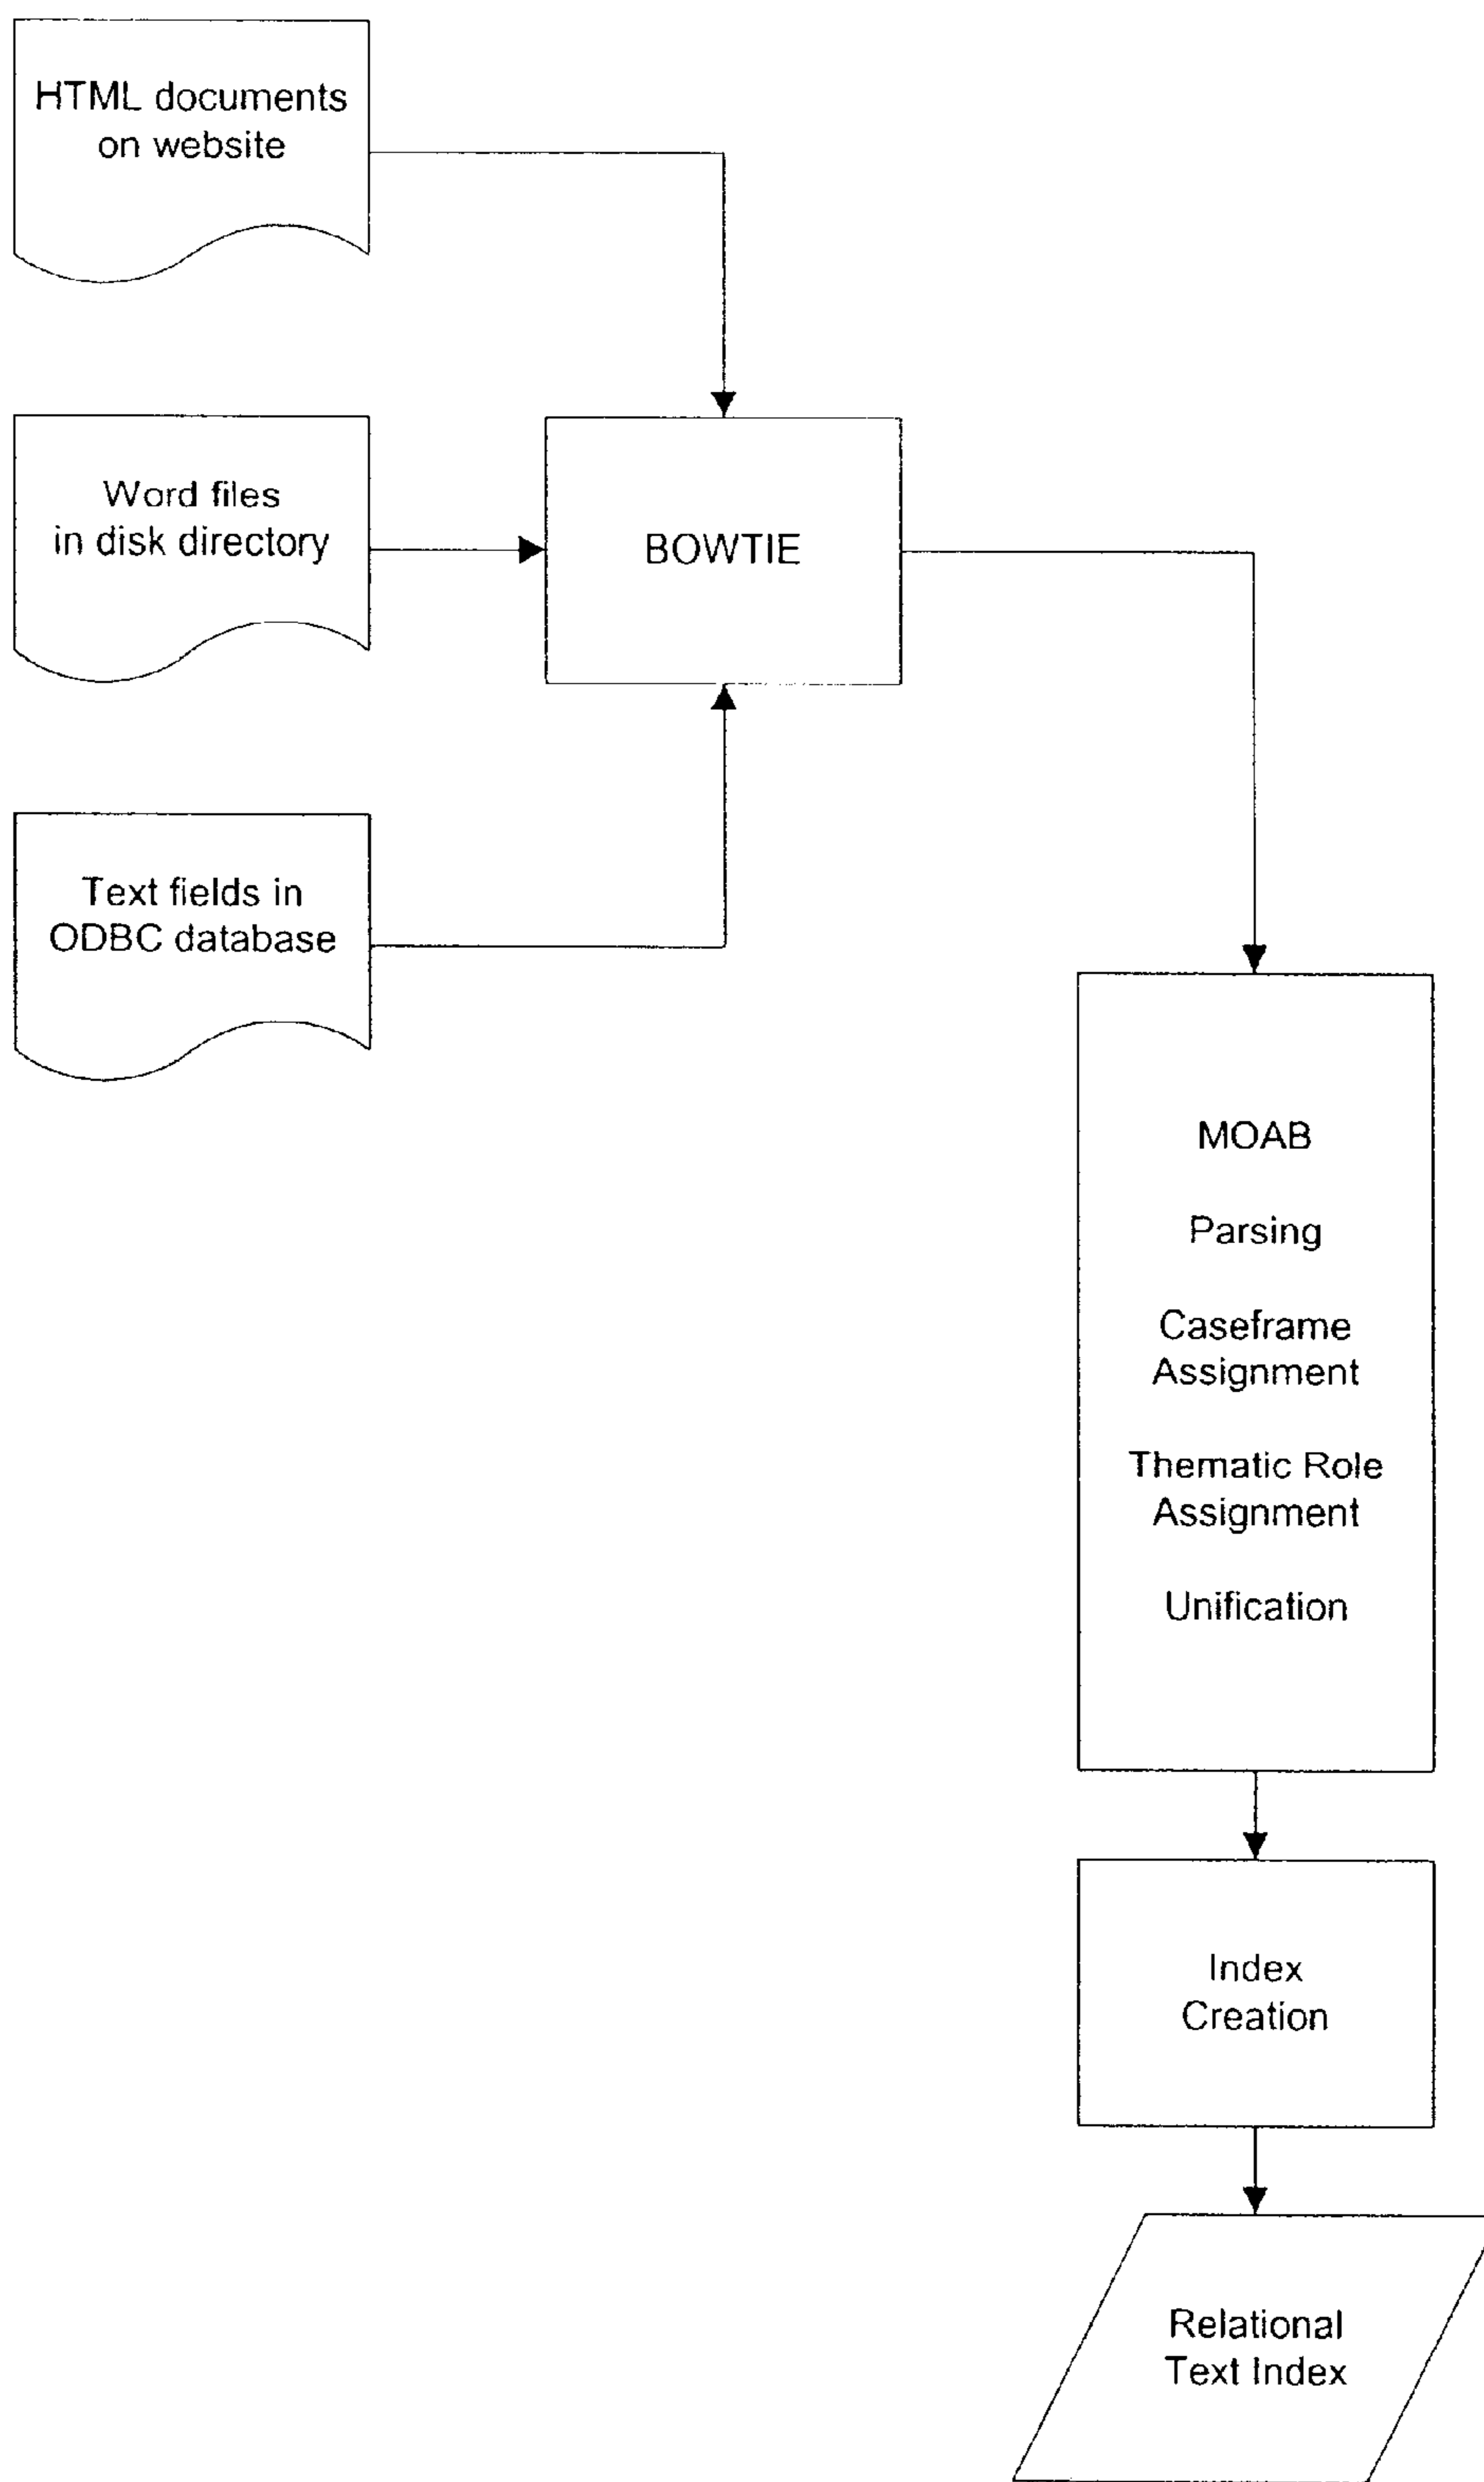 HTML documents
on website
Word files
in disk directory
BOWTIE
Text fields in
ODBC database
MOAB
Parsing
Caseframe
Assignment
Thematic Role
Assignment
Unification
Index
Creation
Relational
Text Index